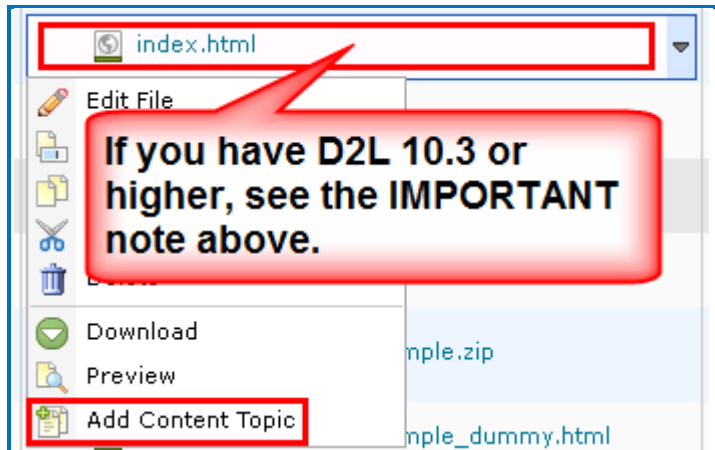 index.html
Edit File
If you have D2L 10.3 or
higher, see the IMPORTANT
note above.
Download
mple.zip
Preview
Add Content Topic
mple_dummy.html